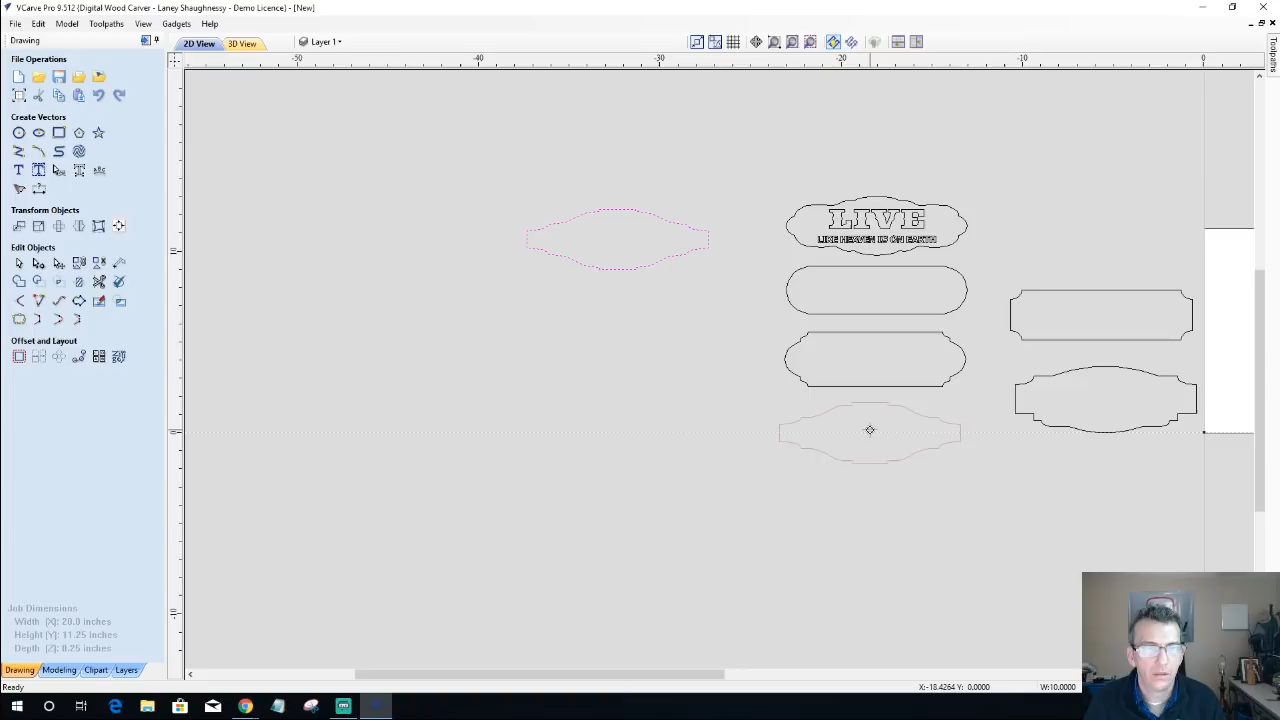 VCarve Pro 9.512 {Digital Wood Carver - Laney Shaughnessy - Demo Licence} - [New]
File Edit Model Toolpaths View Gadgets Help
Drawing
2D View 3D View Layer 1
Toolpaths
File Operations
-40 -30 -20 -10 0
Create Vectors
Transform Objects
LIVE
LIKE HEAVEN IS ON EARTH
Edit Objects
Offset and Layout
Job Dimensions
Width (X): 20.0 inches
Height (Y): 11.25 inches
Depth (Z): 0.25 inches
Drawing Modeling Clipart Layers
Ready X:-18.4264 Y: 0.0000 W:10.0000